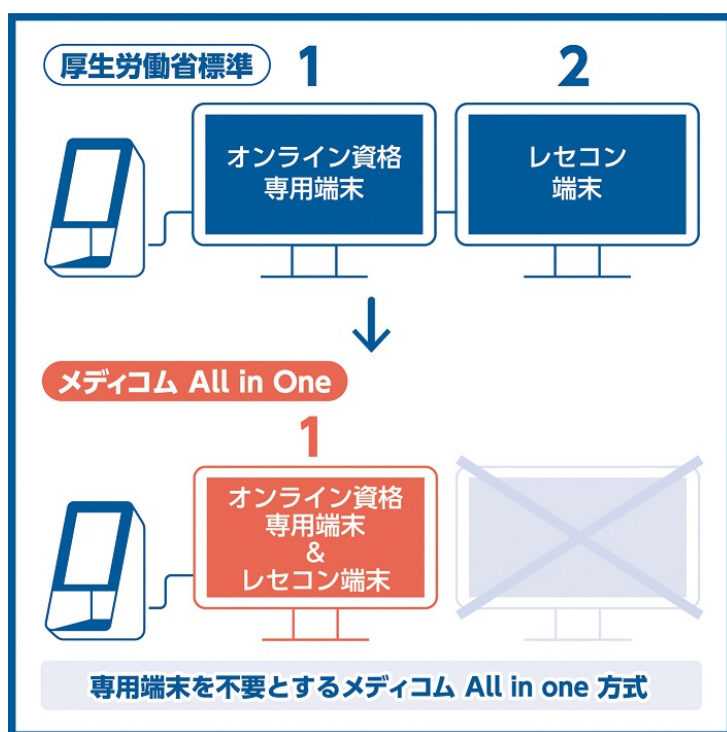 厚生労働省標準
1
2
オンライン資格
専用端末
レセコン
端末
メディコム All in One
1
オンライン資格
専用端末
&
レセコン端末
専用端末を不要とするメディコム All in one 方式